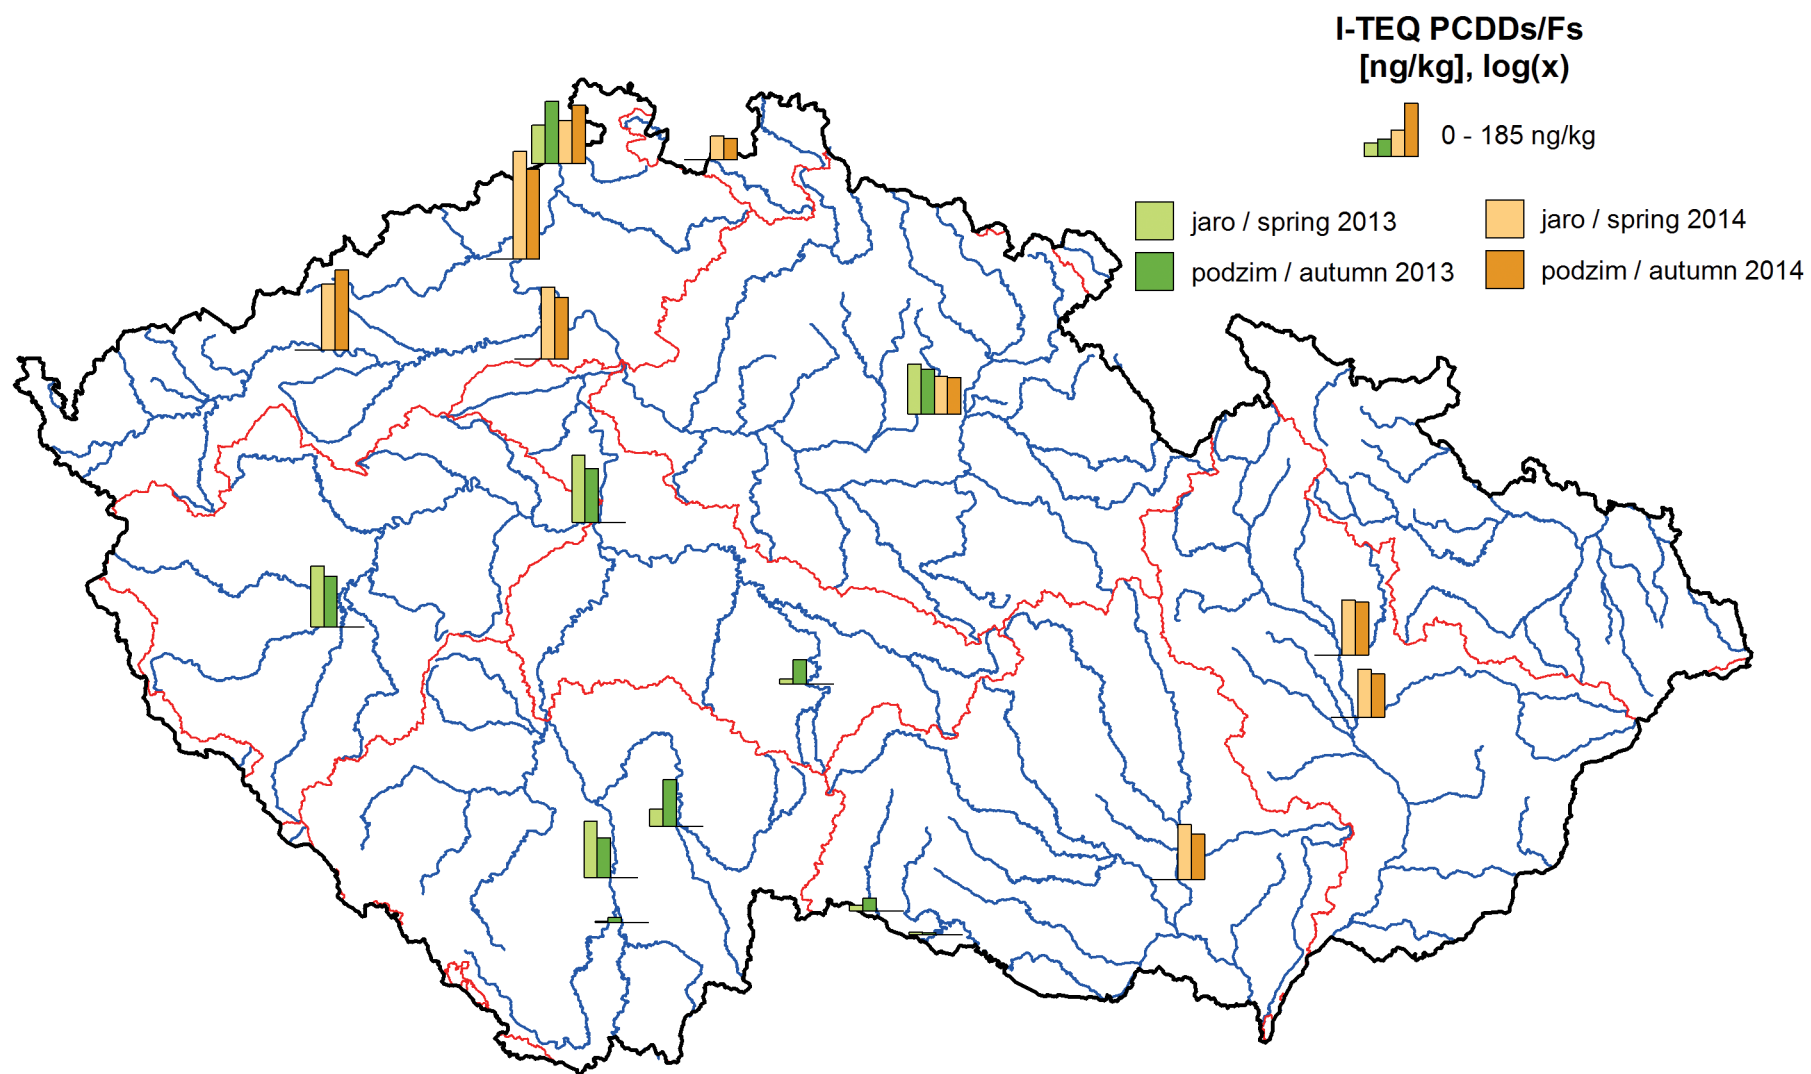 I-TEQ PCDDs/Fs
[ng/kg], log(x)
0 - 185 ng/kg
jaro / spring 2013
jaro / spring 2014
podzim / autumn 2013
podzim / autumn 2014